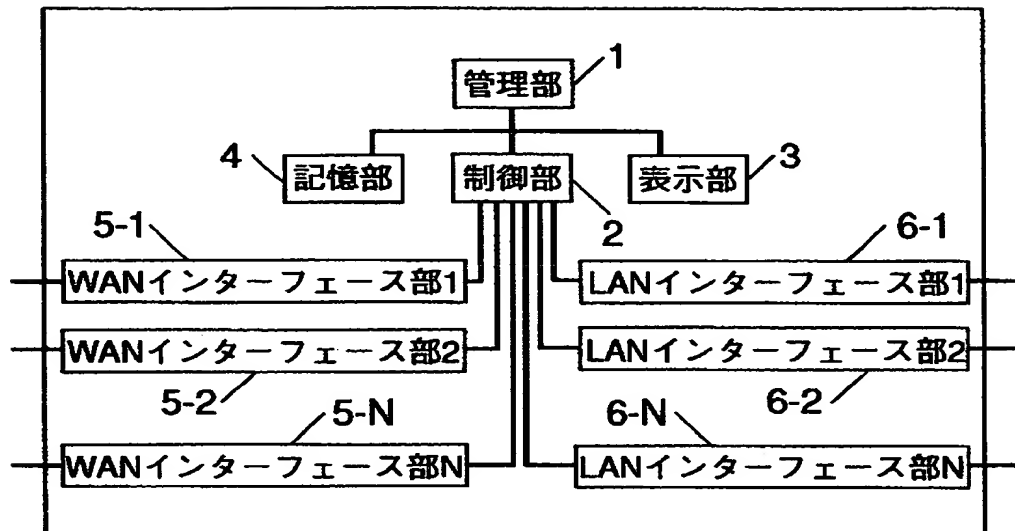 1
管理部
4
記憶部
制御部
表示部
3
2
5-1
6-1
WANインターフェース部1
LANインターフェース部1
WANインターフェース部2
LANインターフェース部2
5-2
6-2
5-N
6-N
WANインターフェース部N
LANインターフェース部N